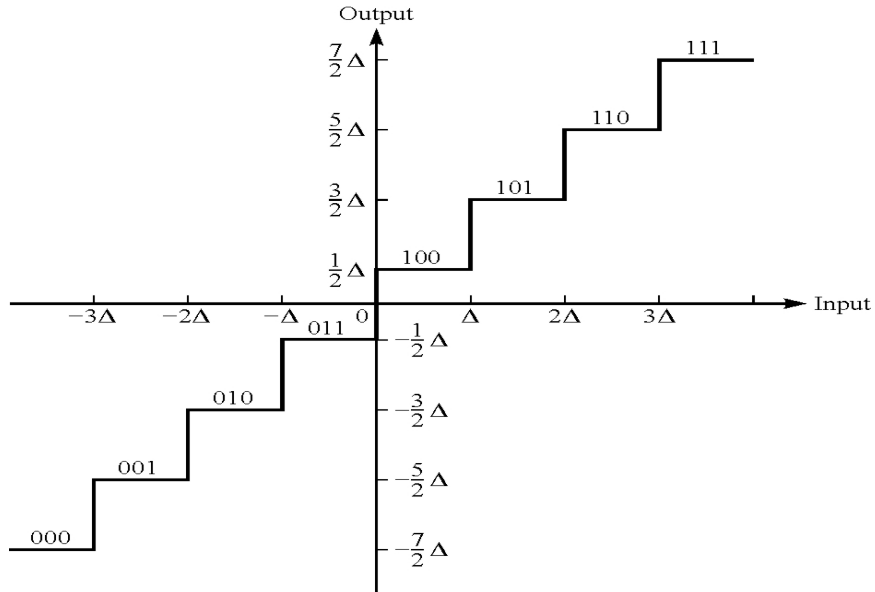 Output
7/2 Δ
111
5/2 Δ
110
3/2 Δ
101
1/2 Δ
100
Input
−3Δ −2Δ −Δ 0 Δ 2Δ 3Δ
011
−1/2 Δ
010
−3/2 Δ
001
−5/2 Δ
000
−7/2 Δ